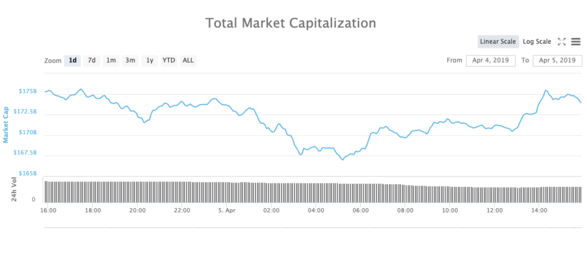 Total Market Capitalization
Linear Scale Log Scale
Zoom 1d 7d 1m 3m 1y YTD ALL
From Apr 4, 2019 To Apr 5, 2019
$175B
$172.5B
$170B
$167.5B
$165B
Market Cap
24h Vol
0
16:00 18:00 20:00 22:00 5. Apr 02:00 04:00 06:00 08:00 10:00 12:00 14:00